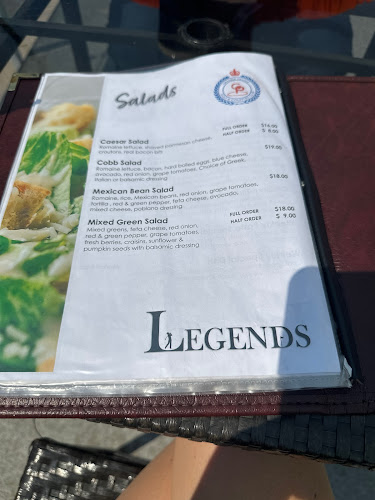 Salads
Caesar Salad
FULL ORDER $16.00
Romaine lettuce, shaved parmesan cheese,
HALF ORDER $ 8.00
croutons, real bacon bits
Cobb Salad $19.00
Romaine lettuce, bacon, hard boiled eggs, blue cheese,
avocado, red onion, grape tomatoes. Choice of Greek,
Italian or balsamic dressing
Mexican Bean Salad $18.00
Romaine, rice, Mexican beans, red onion, grape tomatoes,
tortilla, red & green pepper, feta cheese, avocado,
mixed cheese, poblano dressing
Mixed Green Salad FULL ORDER $18.00
Mixed greens, feta cheese, red onion, HALF ORDER $ 9.00
red & green pepper, grape tomatoes,
fresh berries, craisins, sunflower &
pumpkin seeds with balsamic dressing
LEGENDS